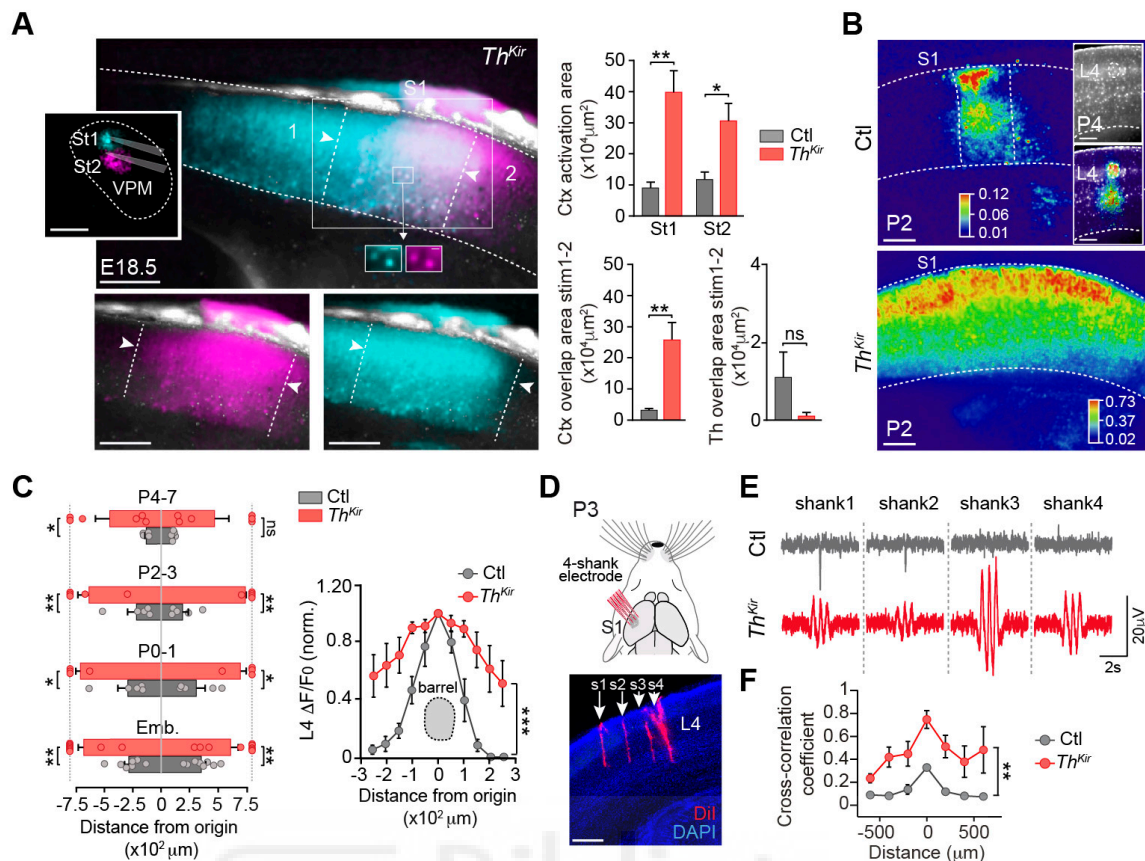 A
Th^Kir
S1
1
2
St1
St2
VPM
E18.5
**
*
Ctx activation area
(x10⁴μm²)
50
40
30
20
10
0
St1
St2
Ctl
Th^Kir
**
Ctx overlap area stim1-2
(x10⁴μm²)
50
25
0
ns
Th overlap area stim1-2
(x10⁴μm²)
4
2
0
B
Ctl
S1
L4
P4
L4
0.12
0.06
0.01
P2
Th^Kir
S1
0.73
0.37
0.02
P2
C
Ctl
Th^Kir
P4-7
*
ns
P2-3
**
**
P0-1
*
*
Emb.
**
**
-7.5
-5
-2.5
0
2.5
5
7.5
Distance from origin
(x10² μm)
Ctl
Th^Kir
L4 ΔF/F0 (norm.)
1.20
0.8
0.4
0
barrel
***
-3
-2
-1
0
1
2
3
Distance from origin
(x10² μm)
D
P3
4-shank
electrode
S1
s1 s2 s3 s4
L4
DiI
DAPI
E
shank1 shank2 shank3 shank4
Ctl
Th^Kir
20μV
2s
F
Cross-correlation
coefficient
1
0.8
0.6
0.4
0.2
0
Ctl
Th^Kir
**
-500
0
500
Distance (μm)